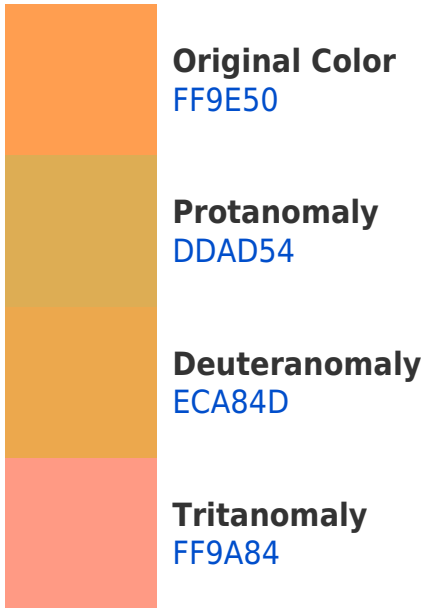 Original Color
FF9E50
Protanomaly
DDAD54
Deuteranomaly
ECA84D
Tritanomaly
FF9A84